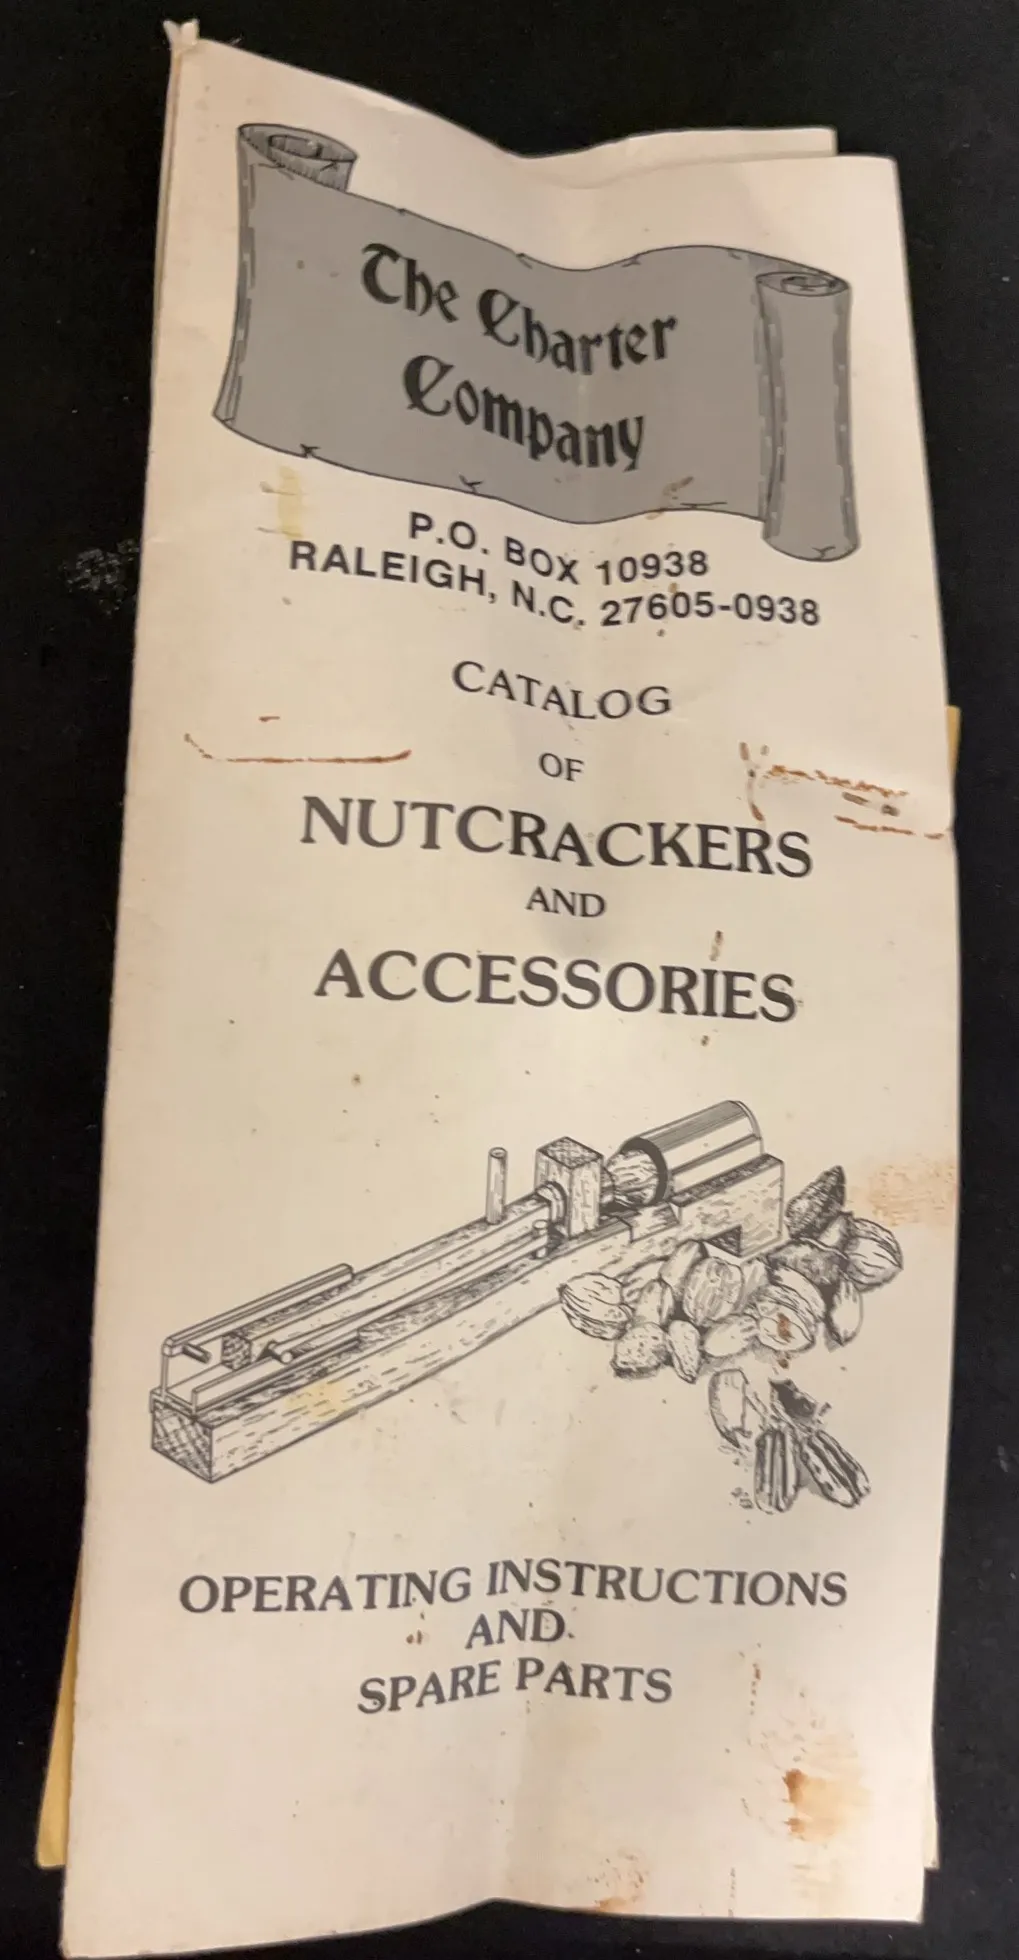 The Charter
Company
P.O. BOX 10938
RALEIGH, N.C. 27605-0938
CATALOG
OF
NUTCRACKERS
AND
ACCESSORIES
OPERATING INSTRUCTIONS
AND
SPARE PARTS